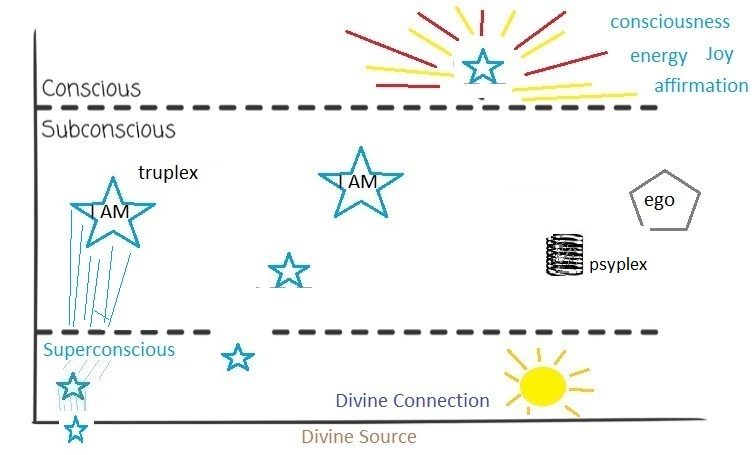 consciousness
energy Joy
affirmation
Conscious
Subconscious
truplex
I AM
I AM
ego
psyplex
Superconscious
Divine Connection
Divine Source